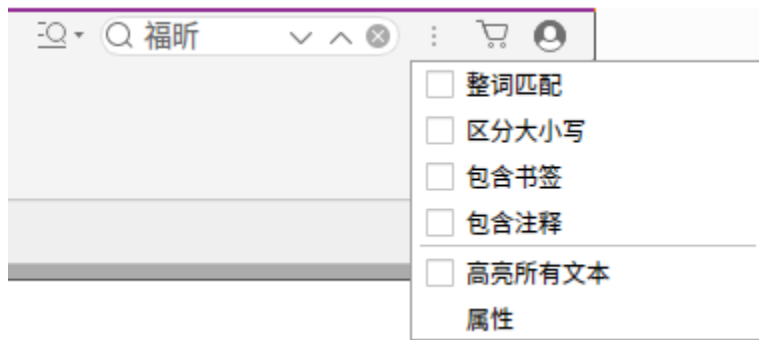 福昕
整词匹配
区分大小写
包含书签
包含注释
高亮所有文本
属性